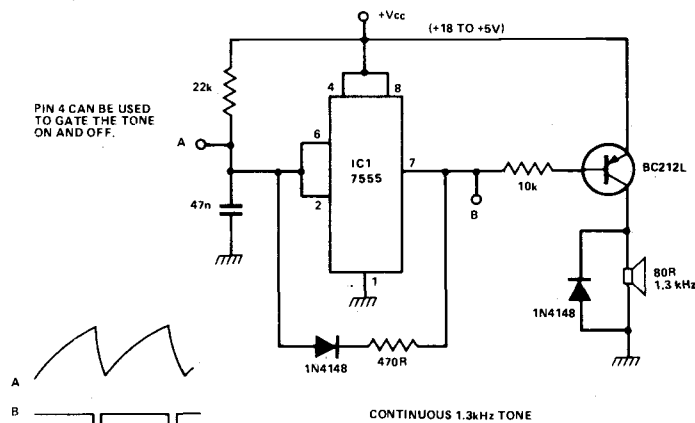 +Vcc
(+18 TO +5V)
22k
4
8
PIN 4 CAN BE USED
TO GATE THE TONE
ON AND OFF.
A
6
IC1
7555
7
BC212L
10k
2
B
47n
1
80R
1.3 kHz
1N4148
1N4148
470R
A
B
CONTINUOUS 1.3kHz TONE